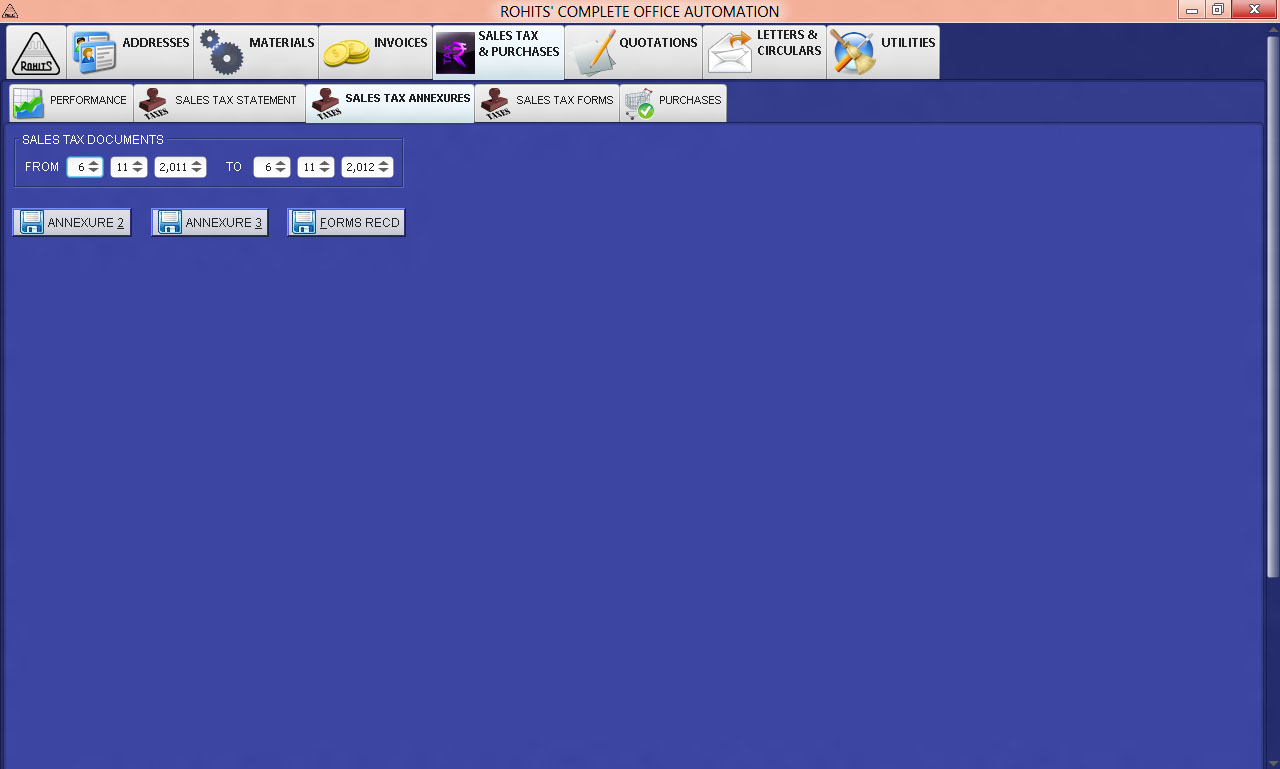 ROHITS' COMPLETE OFFICE AUTOMATION
ROHITS
ADDRESSES
MATERIALS
INVOICES
SALES TAX
& PURCHASES
QUOTATIONS
LETTERS &
CIRCULARS
UTILITIES
PERFORMANCE
TAXES
SALES TAX STATEMENT
TAXES
SALES TAX ANNEXURES
TAXES
SALES TAX FORMS
PURCHASES
SALES TAX DOCUMENTS
FROM 6 11 2,011 TO 6 11 2,012
ANNEXURE 2 ANNEXURE 3 FORMS RECD